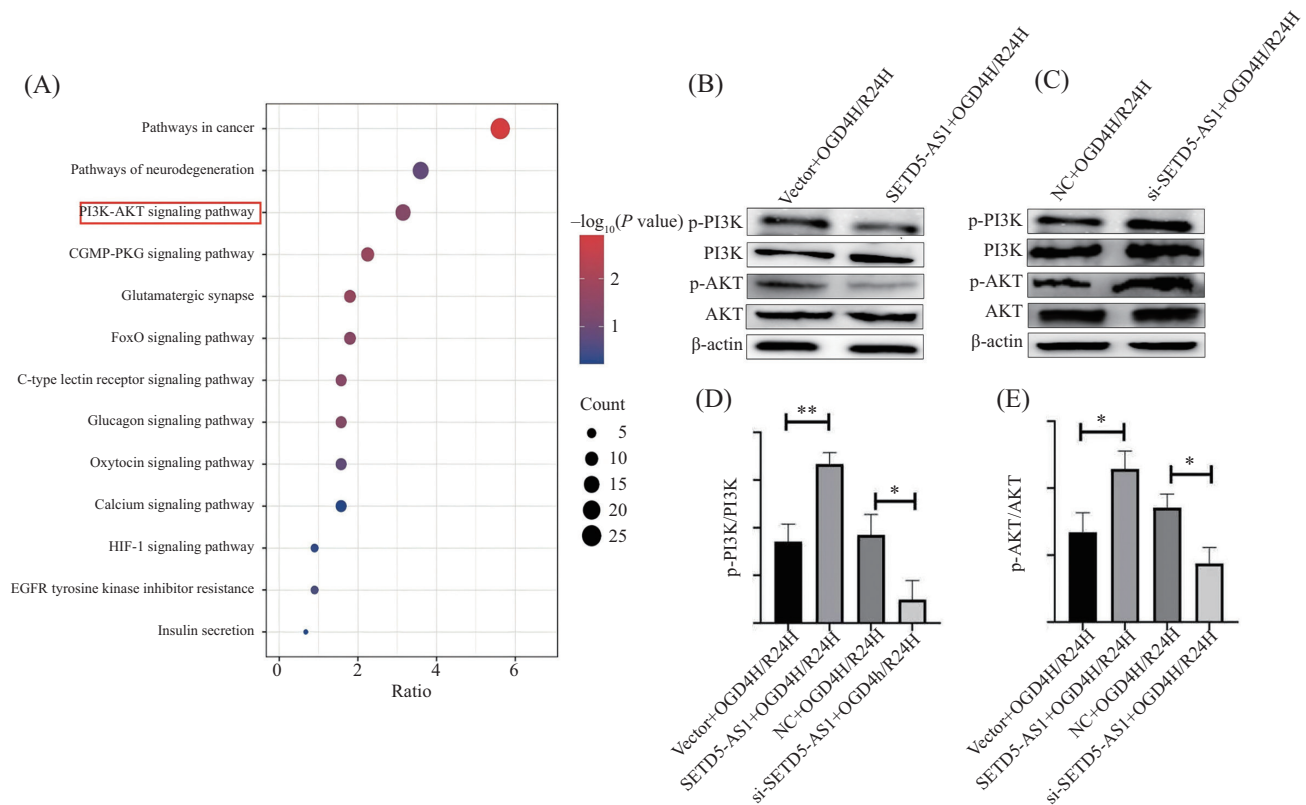 (A)
Pathways in cancer
Pathways of neurodegeneration
PI3K-AKT signaling pathway
CGMP-PKG signaling pathway
Glutamatergic synapse
FoxO signaling pathway
C-type lectin receptor signaling pathway
Glucagon signaling pathway
Oxytocin signaling pathway
Calcium signaling pathway
HIF-1 signaling pathway
EGFR tyrosine kinase inhibitor resistance
Insulin secretion
0 2 4 6
Ratio
−log10(P value)
2
1
Count
5
10
15
20
25
(B)
Vector+OGD4H/R24H
SETD5-AS1+OGD4H/R24H
p-PI3K
PI3K
p-AKT
AKT
β-actin
(C)
NC+OGD4H/R24H
si-SETD5-AS1+OGD4H/R24H
p-PI3K
PI3K
p-AKT
AKT
β-actin
(D)
p-PI3K/PI3K
**
*
Vector+OGD4H/R24H
SETD5-AS1+OGD4H/R24H
NC+OGD4H/R24H
si-SETD5-AS1+OGD4h/R24H
(E)
p-AKT/AKT
*
*
Vector+OGD4H/R24H
SETD5-AS1+OGD4H/R24H
NC+OGD4H/R24H
si-SETD5-AS1+OGD4H/R24H